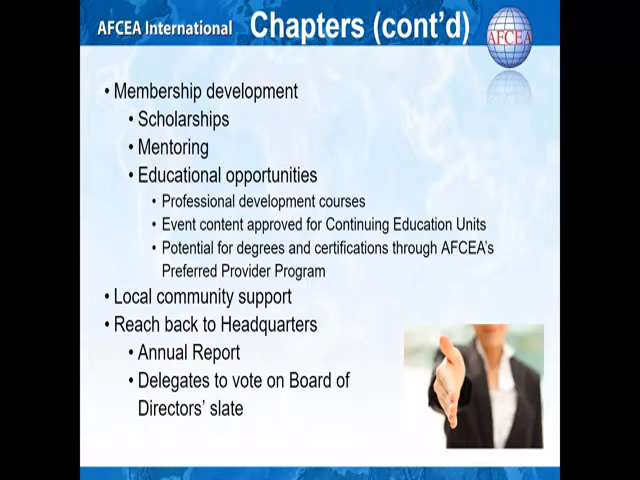 AFCEA International Chapters (cont'd)
AFCEA
• Membership development
• Scholarships
• Mentoring
• Educational opportunities
• Professional development courses
• Event content approved for Continuing Education Units
• Potential for degrees and certifications through AFCEA's
Preferred Provider Program
• Local community support
• Reach back to Headquarters
• Annual Report
• Delegates to vote on Board of
Directors' slate